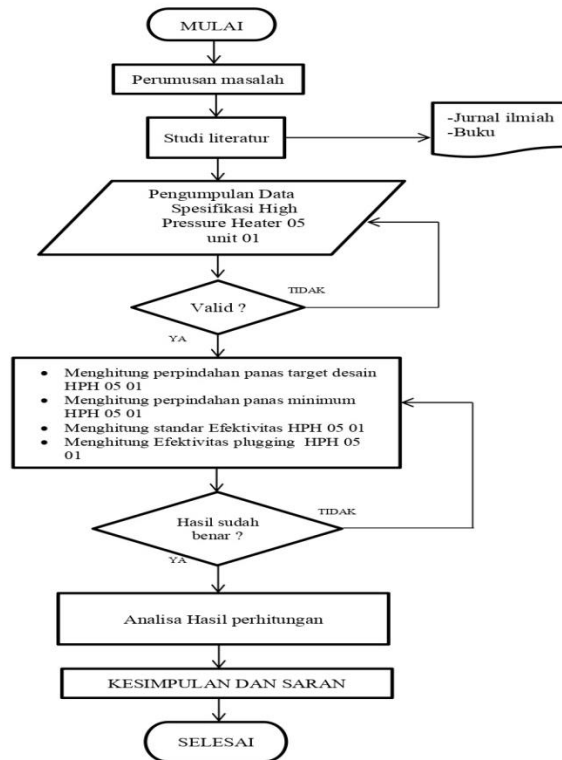 MULAI
Perumusan masalah
Studi literatur
-Jurnal ilmiah
-Buku
Pengumpulan Data
Spesifikasi High
Pressure Heater 05
unit 01
Valid ?
TIDAK
YA
• Menghitung perpindahan panas target desain
HPH 05 01
• Menghitung perpindahan panas minimum
HPH 05 01
• Menghitung standar Efektivitas HPH 05 01
• Menghitung Efektivitas plugging HPH 05
01
Hasil sudah
benar ?
TIDAK
YA
Analisa Hasil perhitungan
KESIMPULAN DAN SARAN
SELESAI